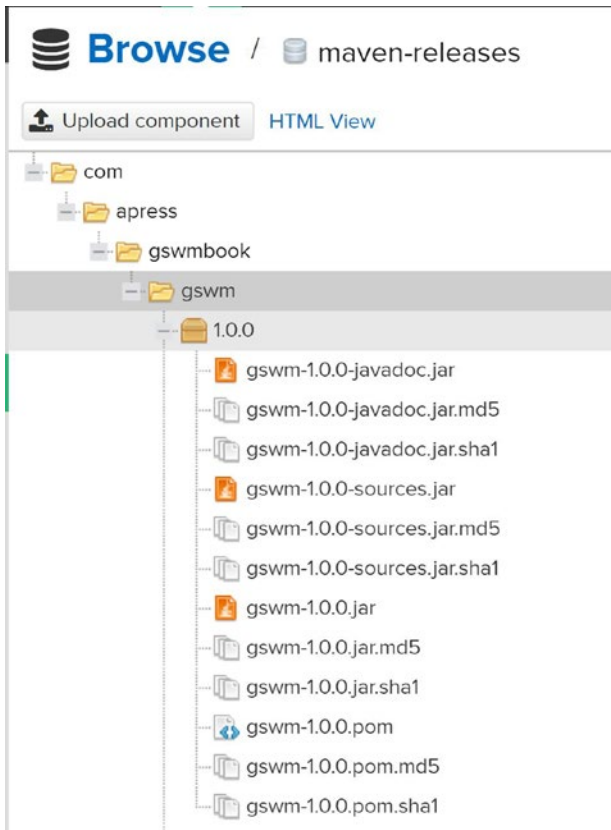 Browse / maven-releases
Upload component HTML View
com
apress
gswmbook
gswm
1.0.0
gswm-1.0.0-javadoc.jar
gswm-1.0.0-javadoc.jar.md5
gswm-1.0.0-javadoc.jar.sha1
gswm-1.0.0-sources.jar
gswm-1.0.0-sources.jar.md5
gswm-1.0.0-sources.jar.sha1
gswm-1.0.0.jar
gswm-1.0.0.jar.md5
gswm-1.0.0.jar.sha1
gswm-1.0.0.pom
gswm-1.0.0.pom.md5
gswm-1.0.0.pom.sha1